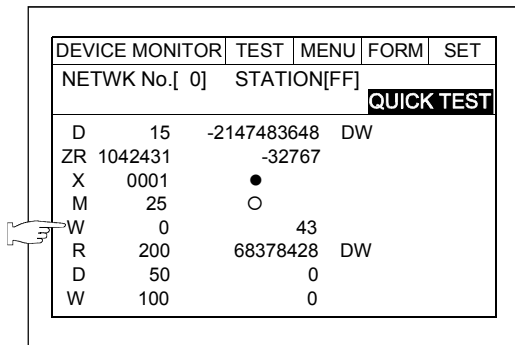 DEVICE MONITOR TEST MENU FORM SET
NETWK No.[ 0] STATION[FF]
QUICK TEST
D 15 -2147483648 DW
ZR 1042431 -32767
X 0001 ●
M 25 ○
W 0 43
R 200 68378428 DW
D 50 0
W 100 0